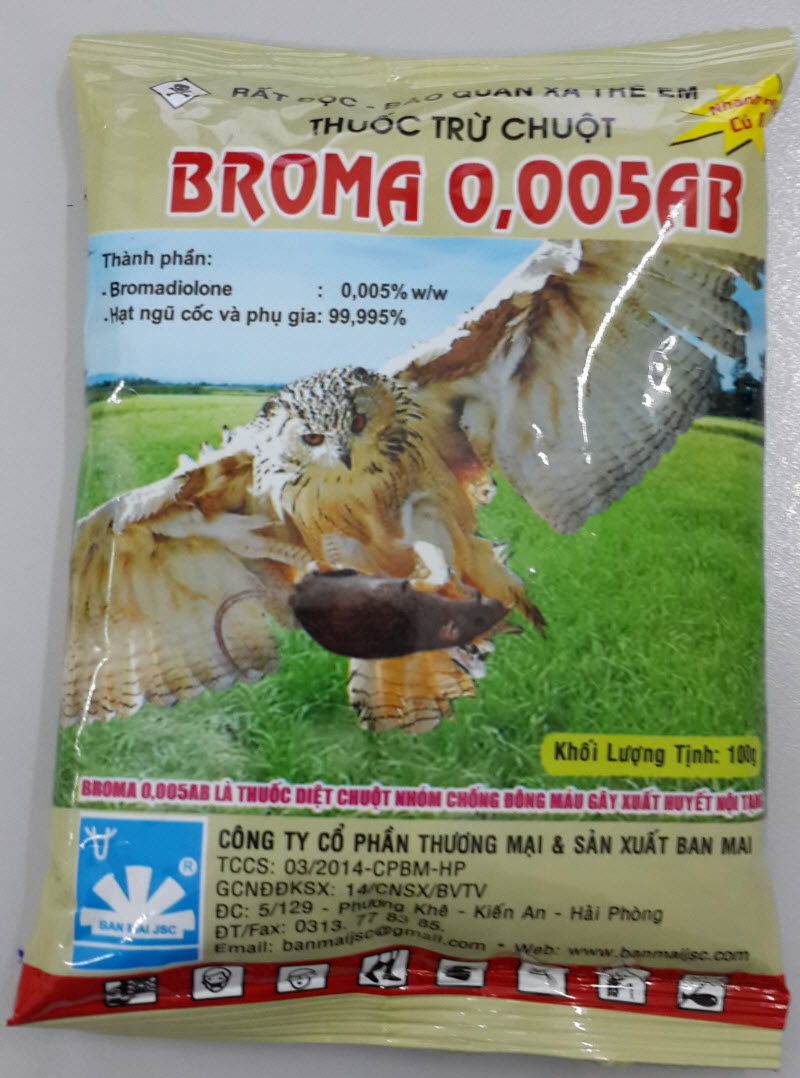 RẤT ĐỘC - BẢO QUẢN XA TRẺ EM
THUỐC TRỪ CHUỘT
BROMA 0,005AB
Thành phần:
.Bromadiolone : 0,005% w/w
.Hạt ngũ cốc và phụ gia: 99,995%
Khối Lượng Tịnh: 100g
BROMA 0,005AB LÀ THUỐC DIỆT CHUỘT NHÓM CHỐNG ĐÔNG MÁU GÂY XUẤT HUYẾT NỘI TẠNG
CÔNG TY CỔ PHẦN THƯƠNG MẠI & SẢN XUẤT BAN MAI
TCCS: 03/2014-CPBM-HP
GCNĐĐKSX: 14/CNSX/BVTV
ĐC: 5/129 - Phương Khê - Kiến An - Hải Phòng
ĐT/Fax: 0313. 77 83 85.
Email: banmaijsc@gmail.com * Web: www.banmaijsc.com
®
BAN MAI JSC